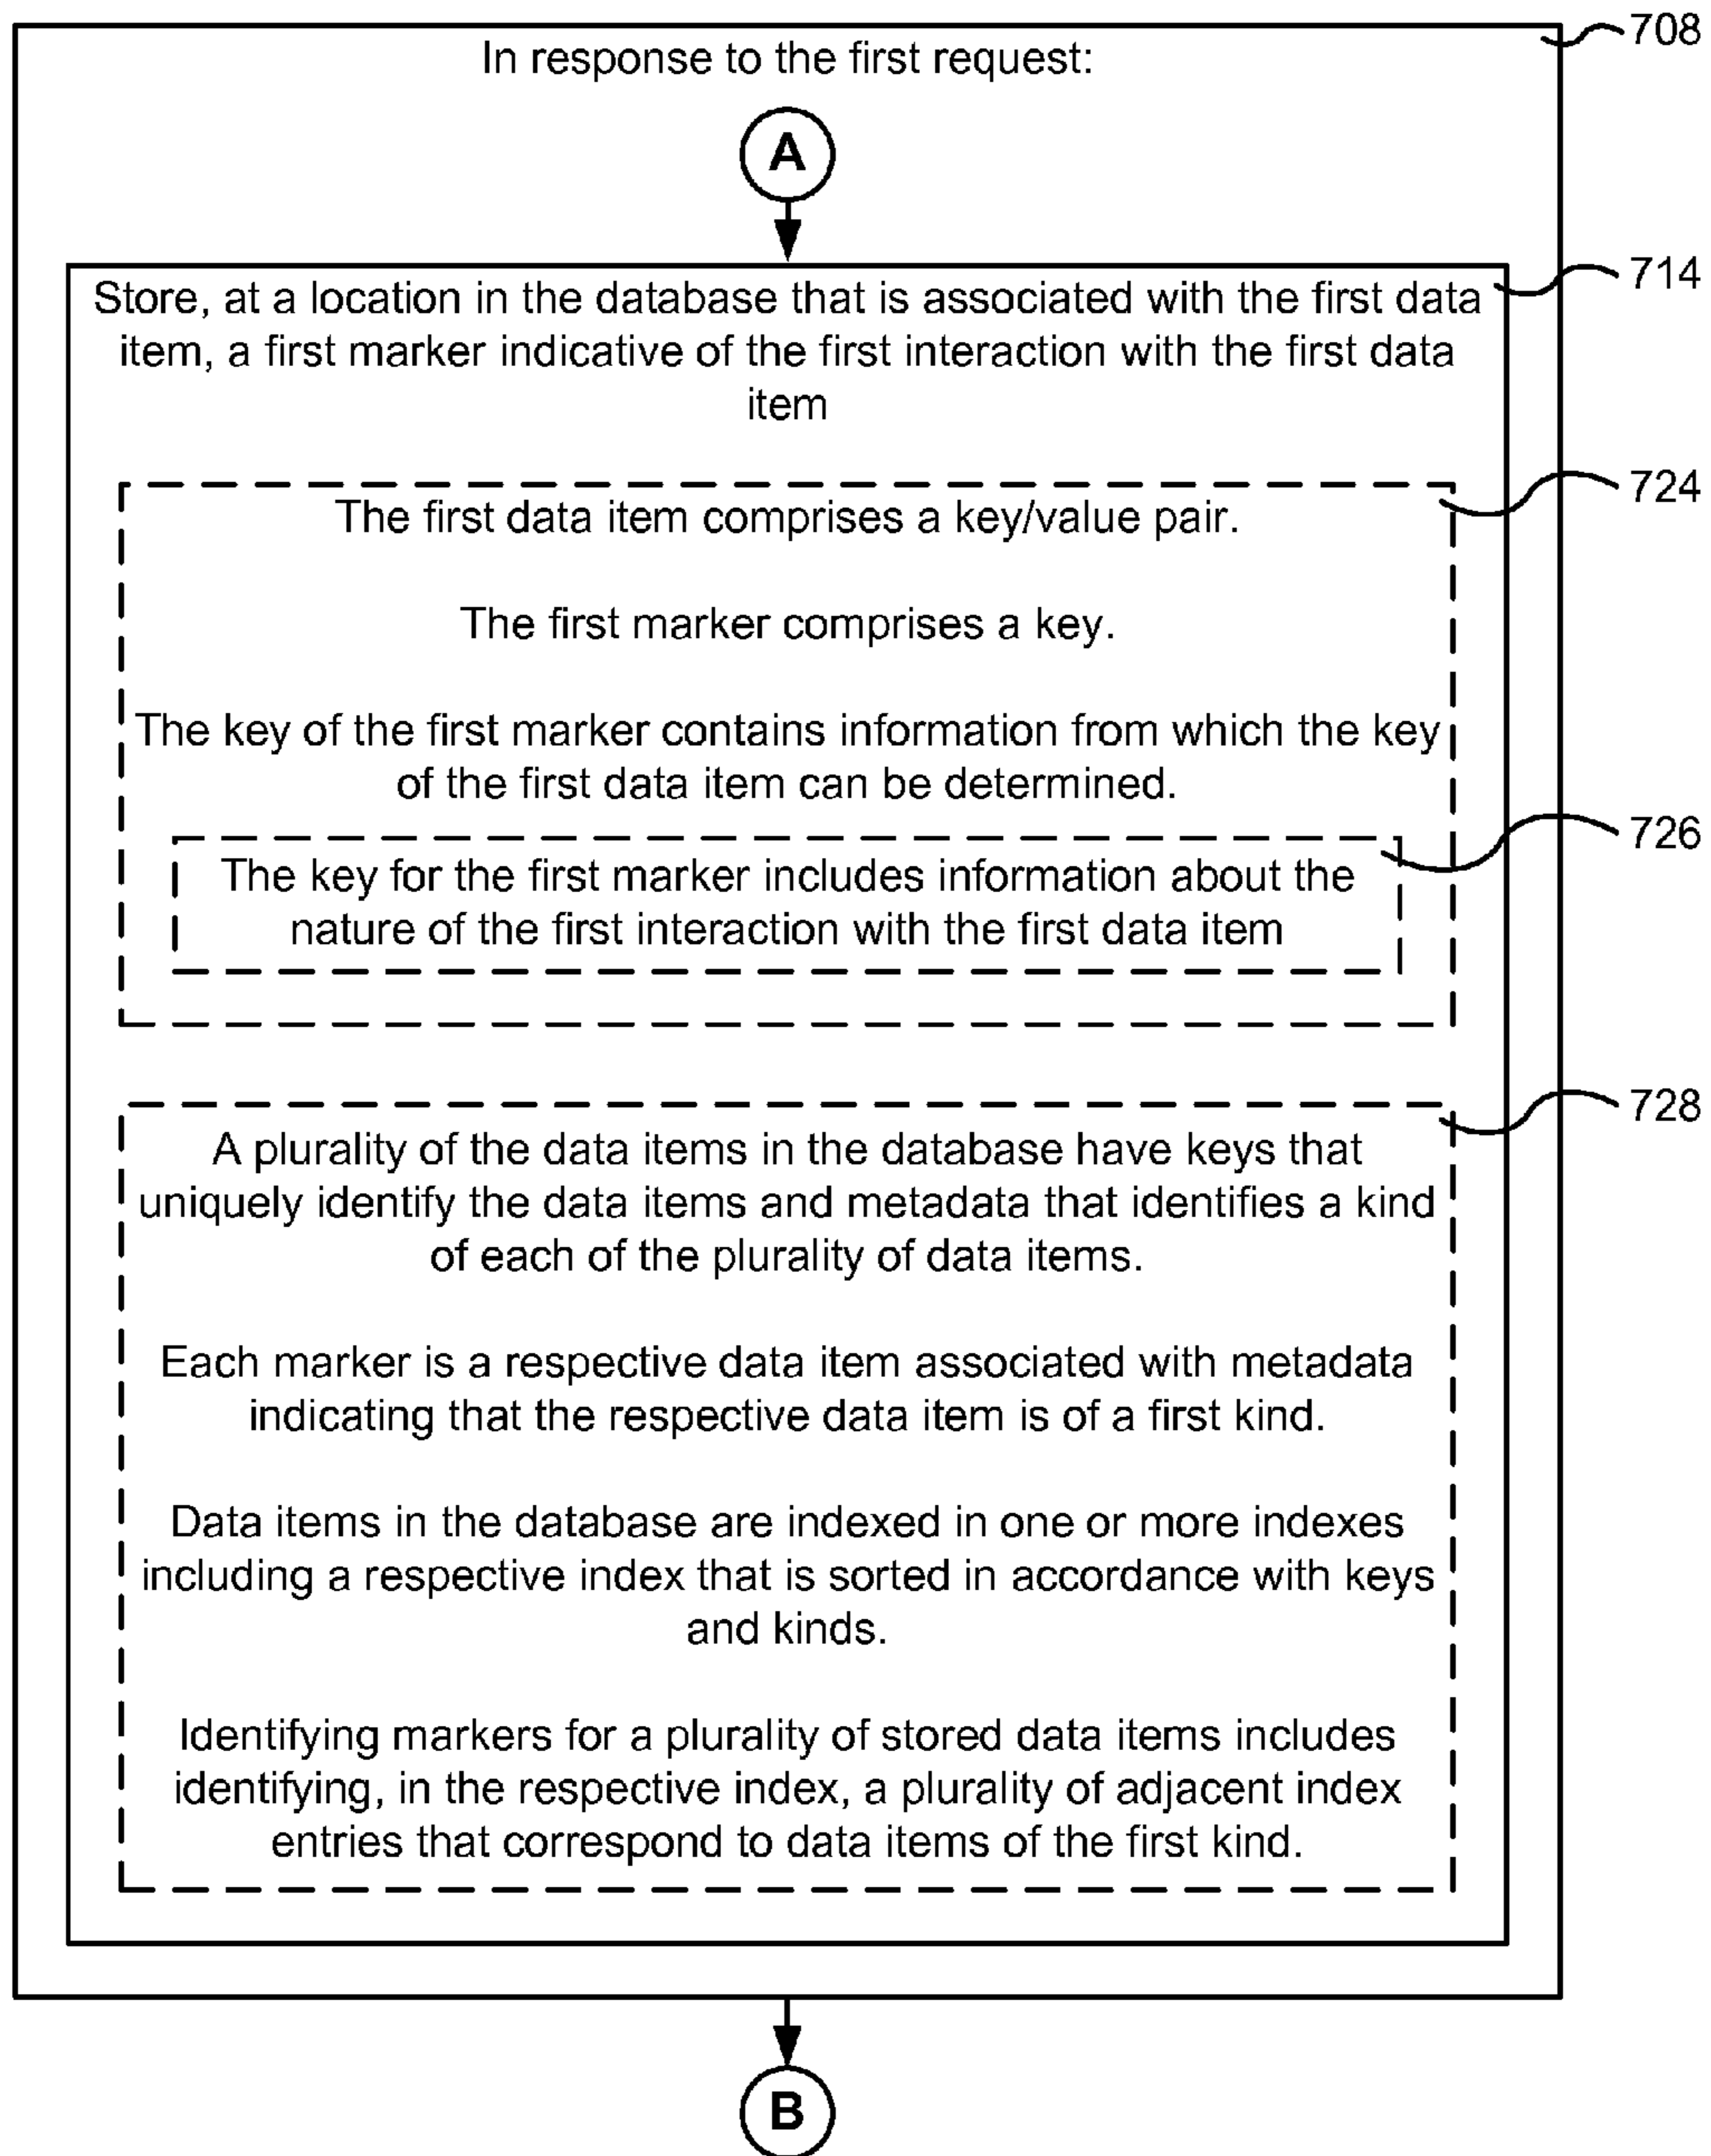 708
In response to the first request:
A
714
Store, at a location in the database that is associated with the first data
item, a first marker indicative of the first interaction with the first data
item
724
The first data item comprises a key/value pair.
The first marker comprises a key.
The key of the first marker contains information from which the key
of the first data item can be determined.
726
The key for the first marker includes information about the
nature of the first interaction with the first data item
728
A plurality of the data items in the database have keys that
uniquely identify the data items and metadata that identifies a kind
of each of the plurality of data items.
Each marker is a respective data item associated with metadata
indicating that the respective data item is of a first kind.
Data items in the database are indexed in one or more indexes
including a respective index that is sorted in accordance with keys
and kinds.
Identifying markers for a plurality of stored data items includes
identifying, in the respective index, a plurality of adjacent index
entries that correspond to data items of the first kind.
B